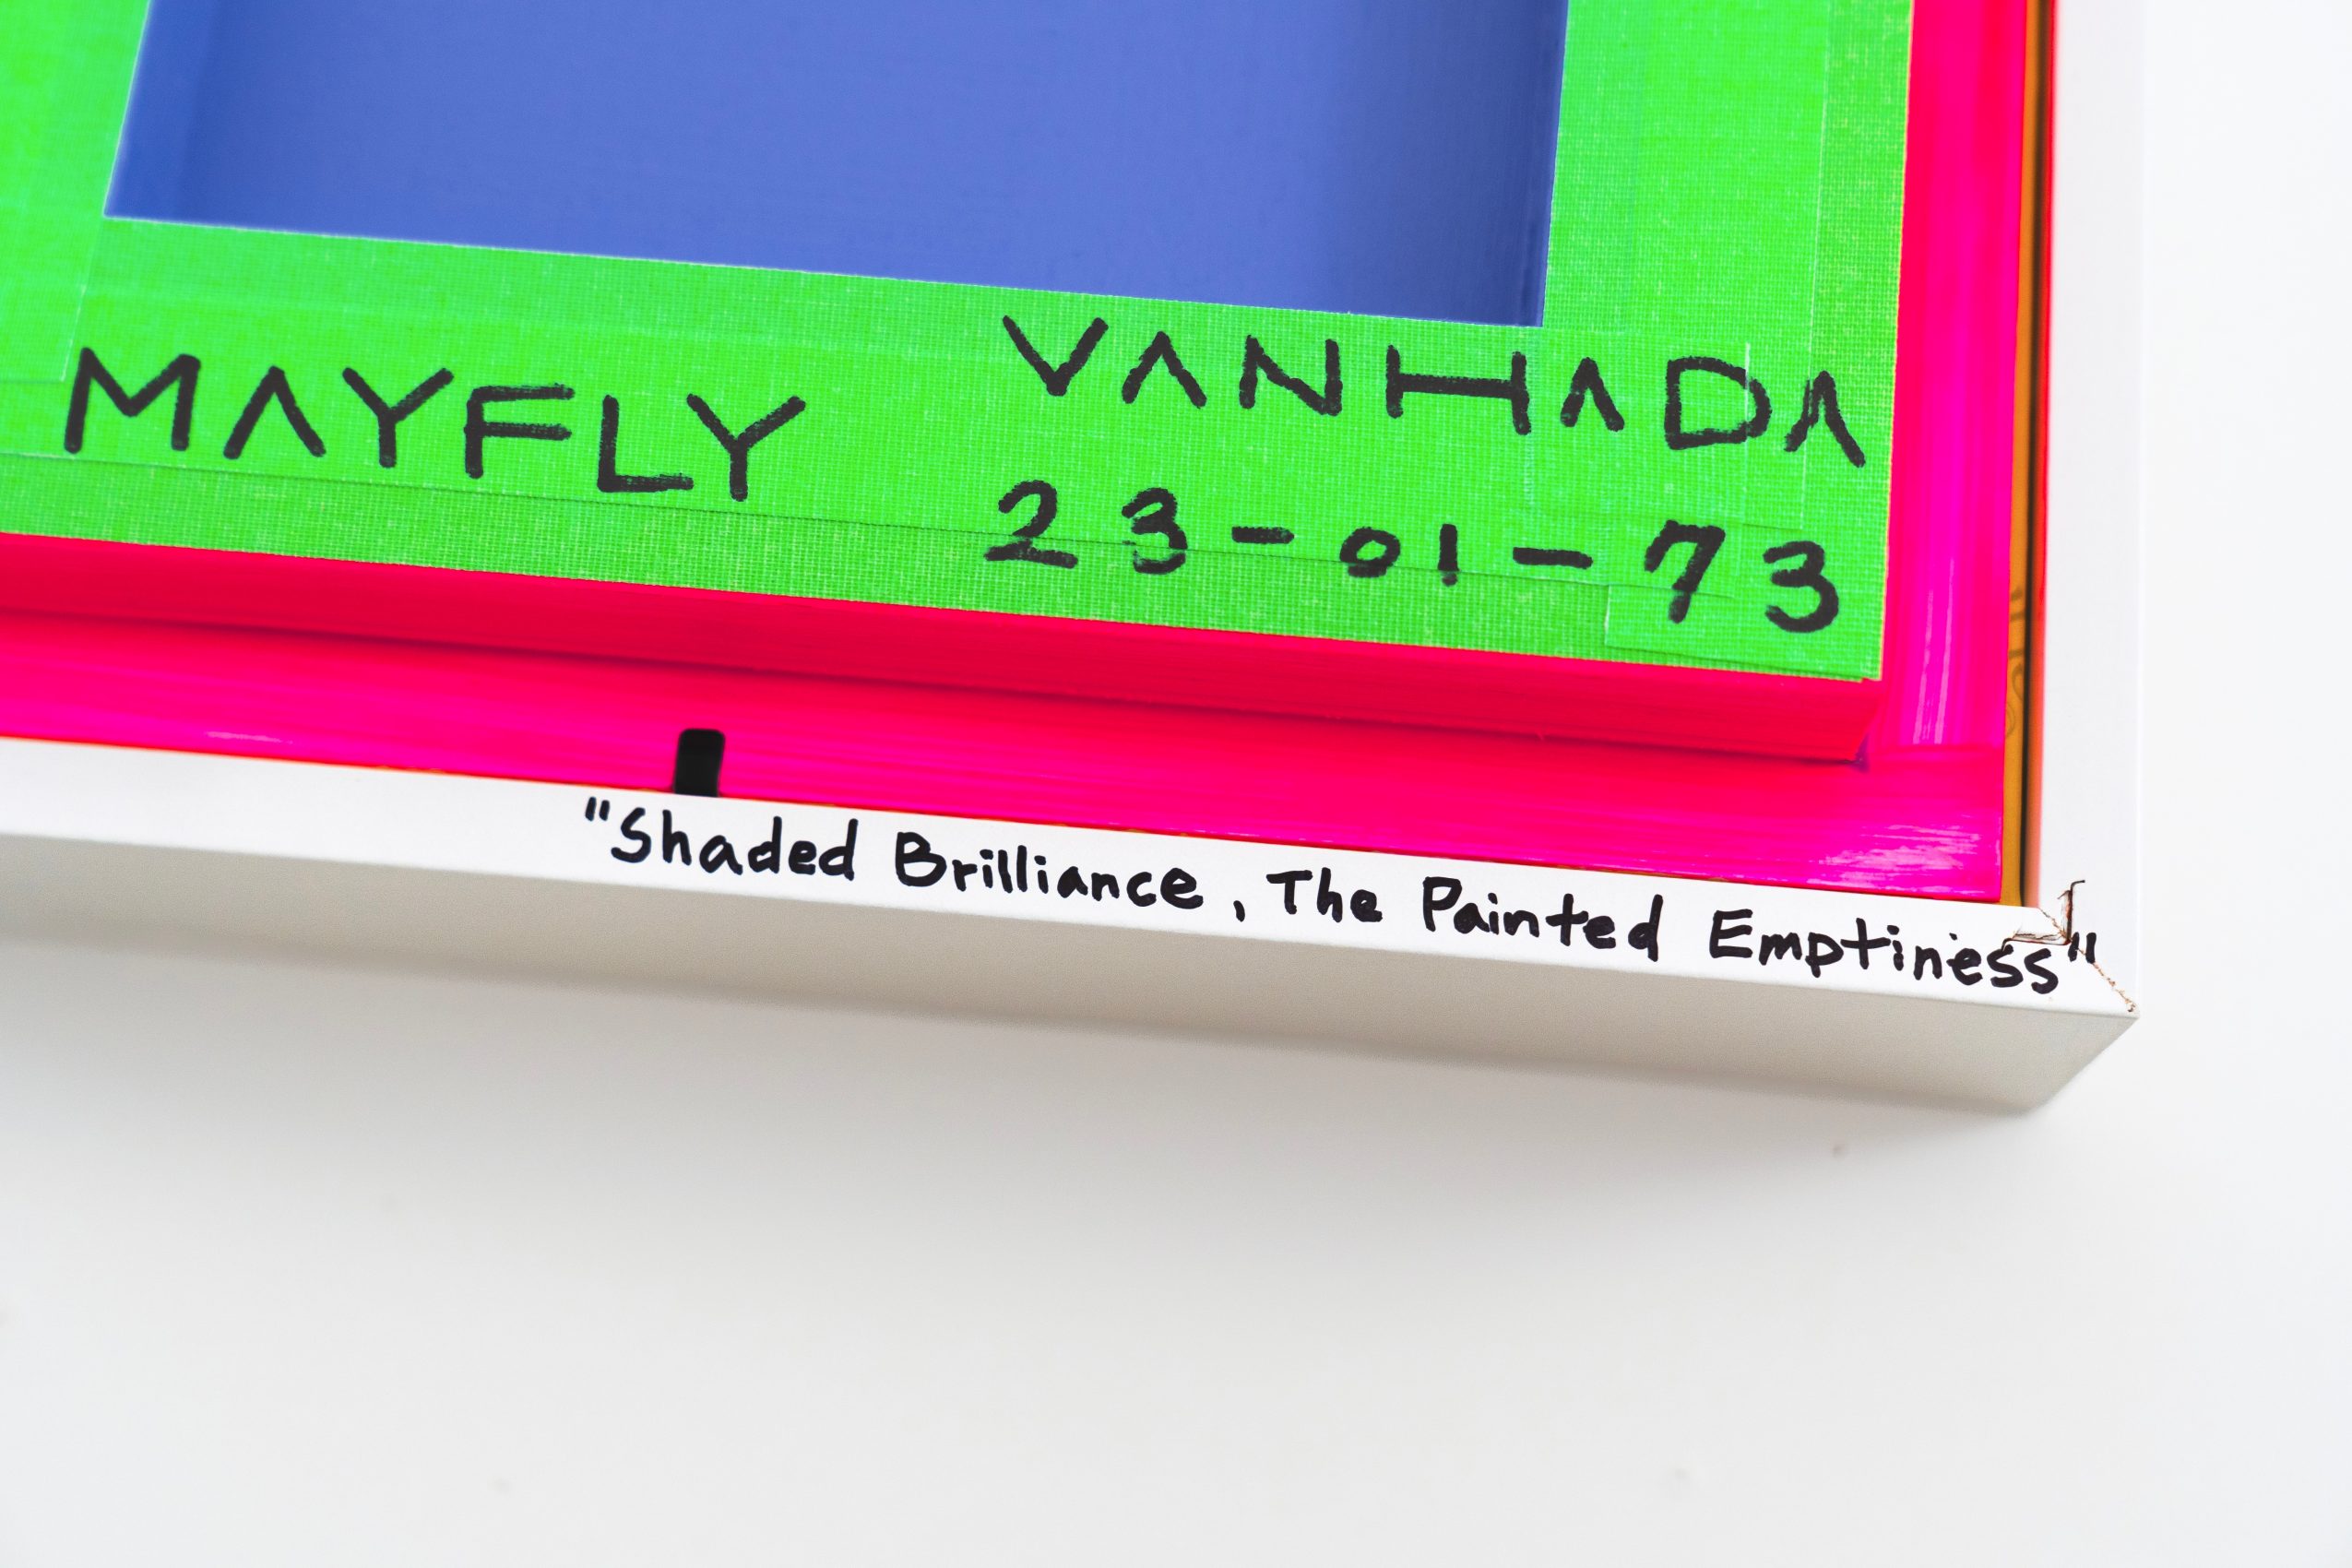 MAYFLY
VANHADA
23-01-73
"Shaded Brilliance, The Painted Emptiness"